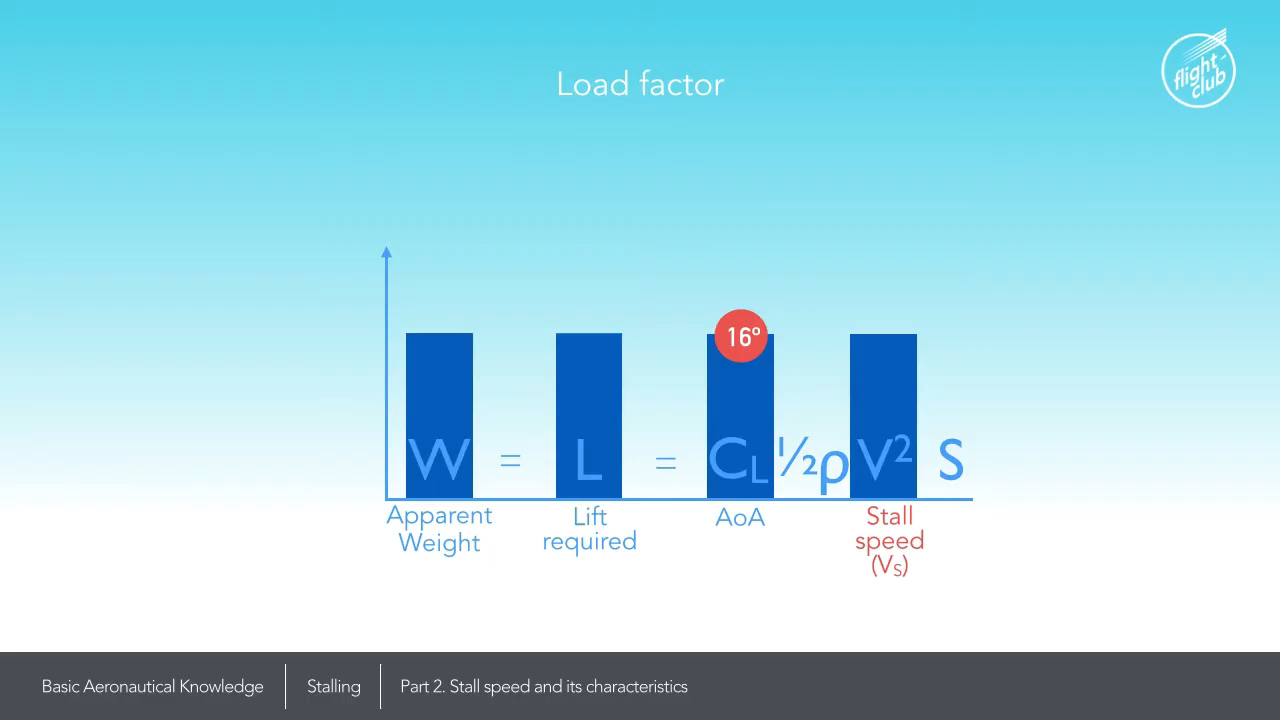 Load factor
flight-
club
16°
W = L = CL ½ρV² S
Apparent
Weight
Lift
required
AoA
Stall
speed
(VS)
Basic Aeronautical Knowledge
Stalling
Part 2. Stall speed and its characteristics